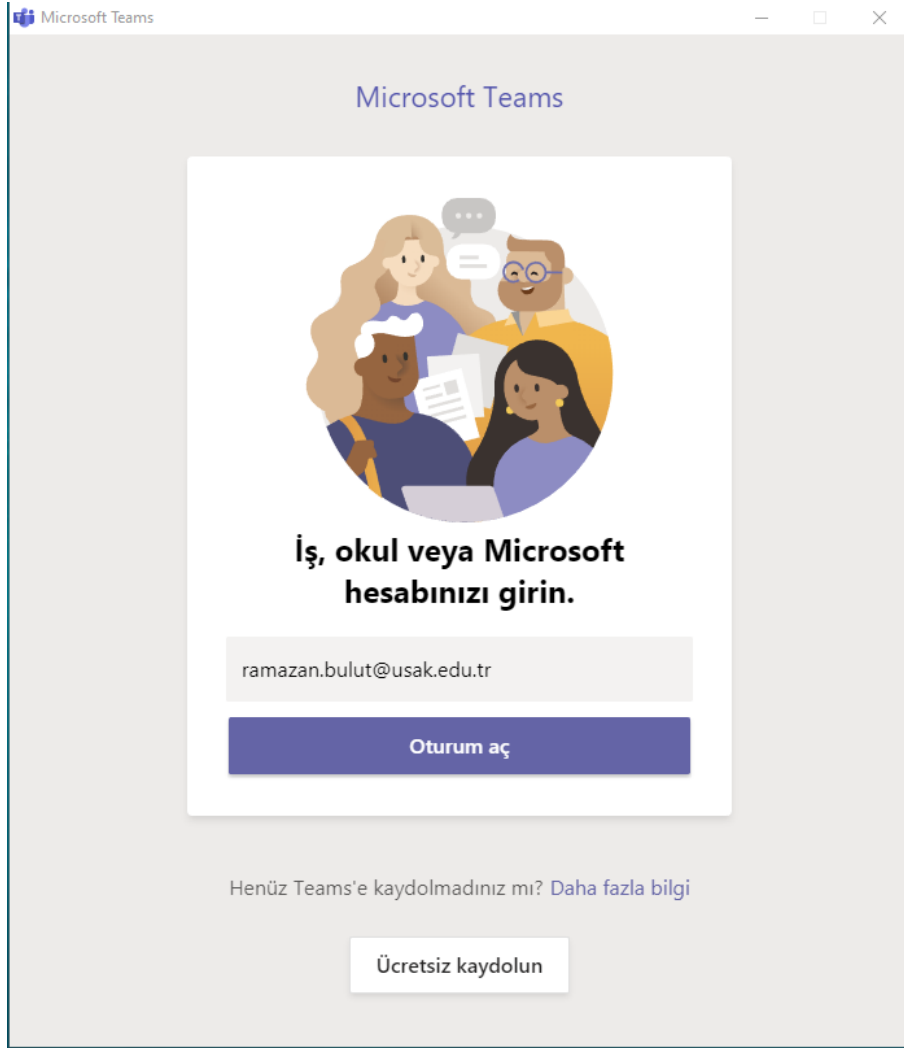 Microsoft Teams
Microsoft Teams
İş, okul veya Microsoft
hesabınızı girin.
ramazan.bulut@usak.edu.tr
Oturum aç
Henüz Teams'e kaydolmadınız mı? Daha fazla bilgi
Ücretsiz kaydolun